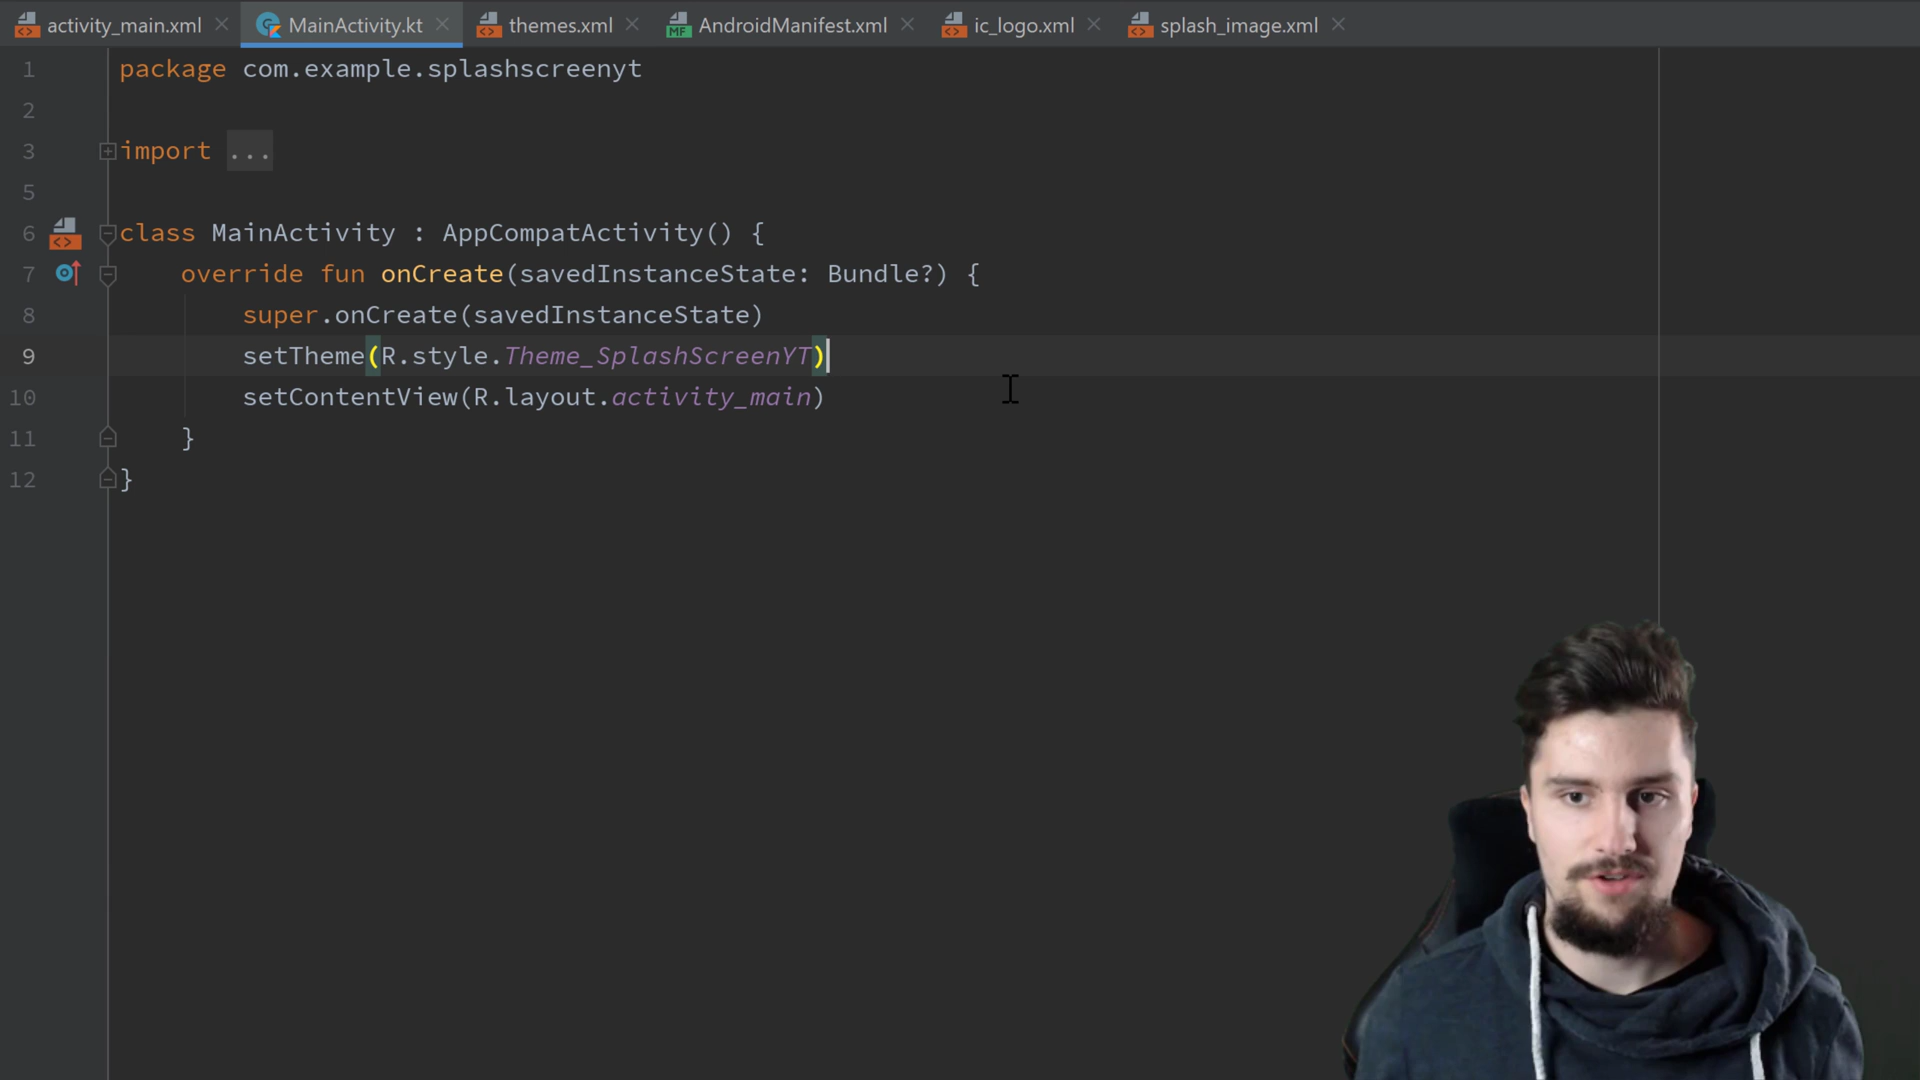 activity_main.xml MainActivity.kt themes.xml AndroidManifest.xml ic_logo.xml splash_image.xml
1 package com.example.splashscreenyt
2
3 import ...
5
6 class MainActivity : AppCompatActivity() {
7 override fun onCreate(savedInstanceState: Bundle?) {
8 super.onCreate(savedInstanceState)
9 setTheme(R.style.Theme_SplashScreenYT)
10 setContentView(R.layout.activity_main)
11 }
12 }